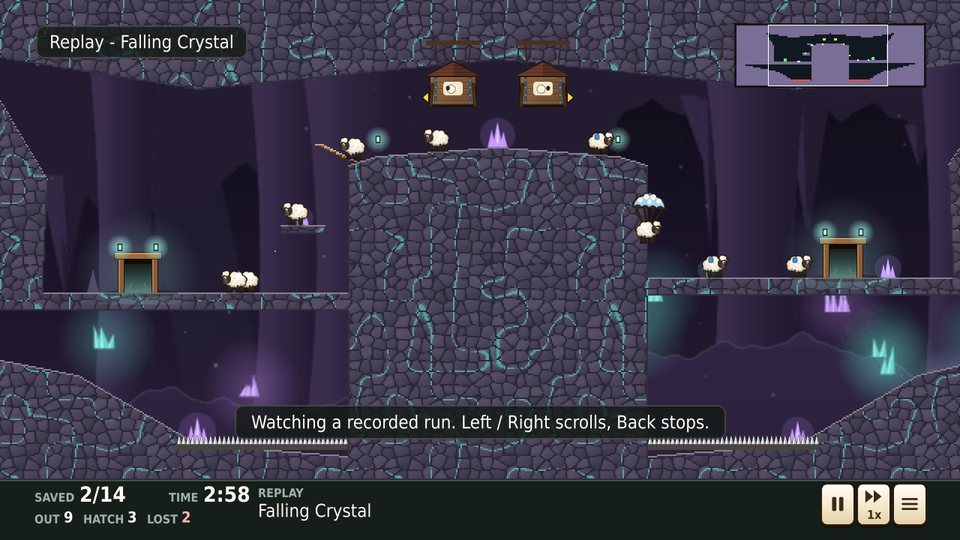 Replay - Falling Crystal
Watching a recorded run. Left / Right scrolls, Back stops.
SAVED 2/14 TIME 2:58 REPLAY
OUT 9 HATCH 3 LOST 2 Falling Crystal
1x